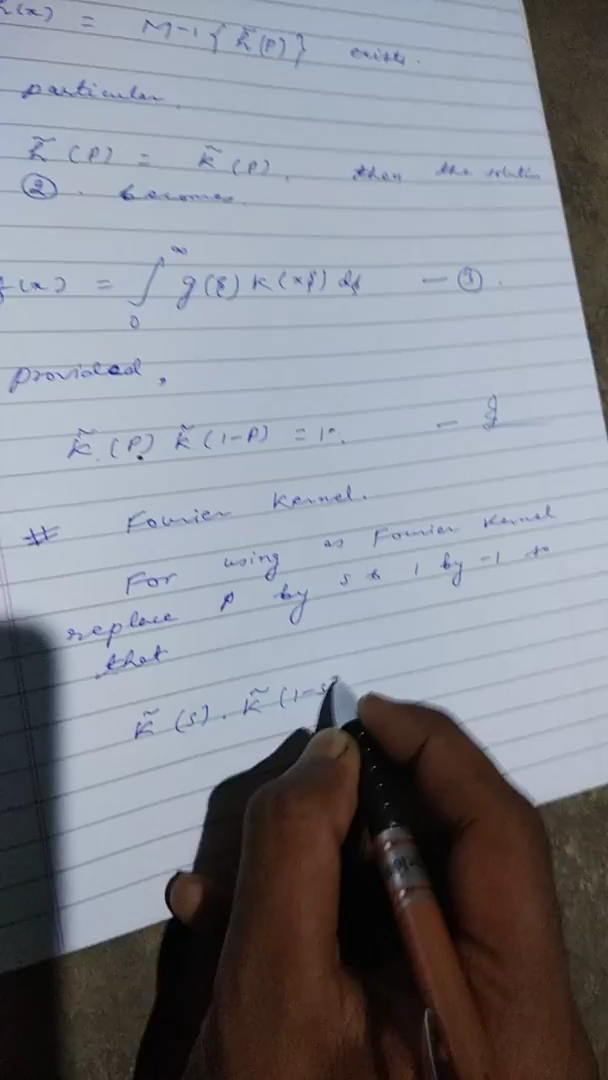 (x) = M-1 { h̃(p) } exists.
particular,
h̃ (p) = k̃ (p), then the solutio
② . becomes
(x) = ∫₀^∞ g(ξ) k(xξ) dξ — ③.
provided,
k̃ (p). k̃ (1-p) = 1. —
# Fourier Kernel.
For using as Fourier Kernel
replace p by s & 1 by -1 so
that
k̃ (s). k̃ (1-s